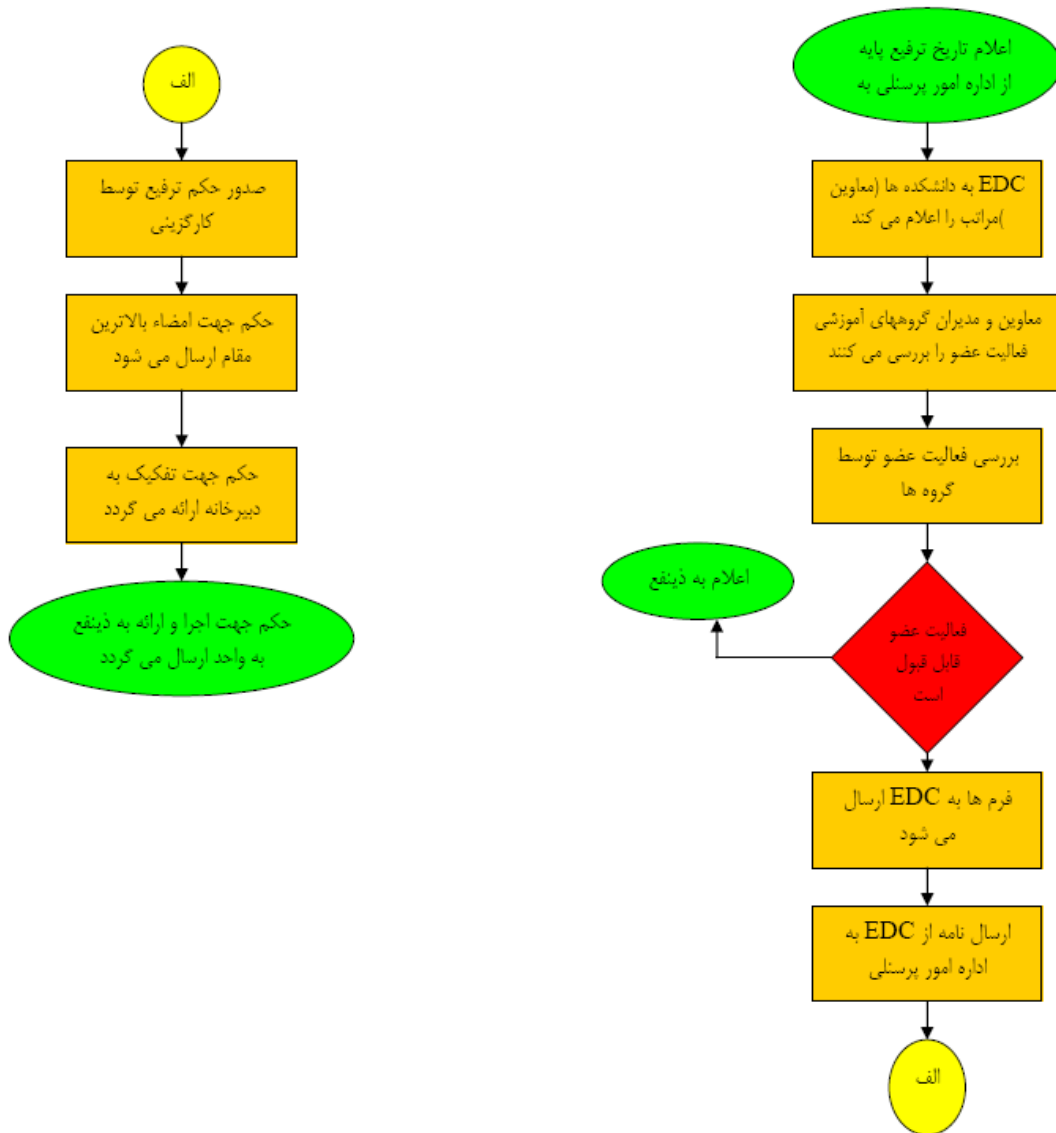 اعلام تاریخ ترفیع پایه
از اداره امور پرسنلی به
EDC به دانشکده ها (معاوین
)مراتب را اعلام می کند
معاوین و مدیران گروههای آموزشی
فعالیت عضو را بررسی می کنند
بررسی فعالیت عضو توسط
گروه ها
فعالیت عضو
قابل قبول
است
اعلام به ذینفع
فرم ها به EDC ارسال
می شود
ارسال نامه از EDC به
اداره امور پرسنلی
الف
الف
صدور حکم ترفیع توسط
کارگزینی
حکم جهت امضاء بالاترین
مقام ارسال می شود
حکم جهت تفکیک به
دبیرخانه ارائه می گردد
حکم جهت اجرا و ارائه به ذینفع
به واحد ارسال می گردد